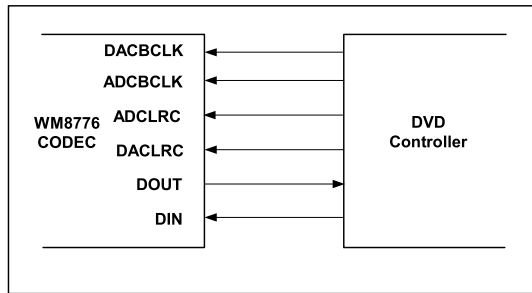 DACBCLK
ADCBCLK
ADCLRC
WM8776
CODEC
DACLRC
DOUT
DIN
DVD
Controller